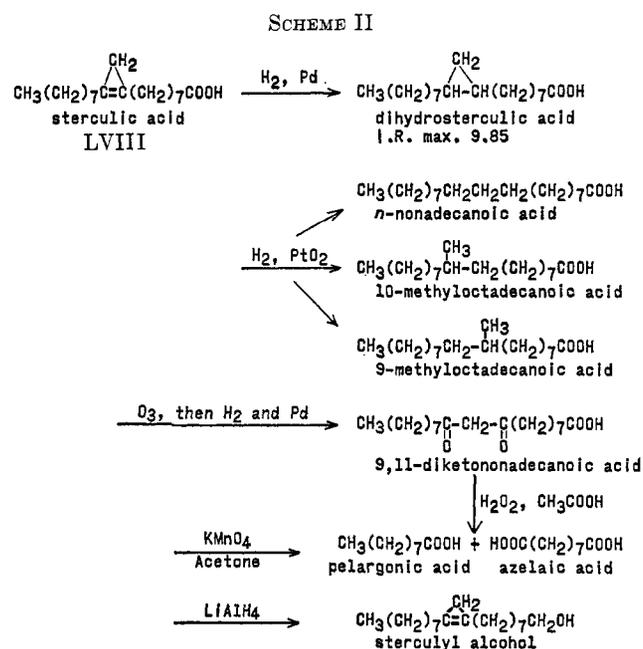 SCHEME II
CH2
CH3(CH2)7C=C(CH2)7COOH
sterculic acid
LVIII
H2, Pd
CH2
CH3(CH2)7CH-CH(CH2)7COOH
dihydrosterculic acid
I.R. max. 9.85
CH3(CH2)7CH2CH2CH2(CH2)7COOH
n-nonadecanoic acid
H2, PtO2
CH3
CH3(CH2)7CH-CH2(CH2)7COOH
10-methyloctadecanoic acid
CH3
CH3(CH2)7CH2-CH(CH2)7COOH
9-methyloctadecanoic acid
O3, then H2 and Pd
CH3(CH2)7C-CH2-C(CH2)7COOH
O O
9,11-diketononadecanoic acid
H2O2, CH3COOH
KMnO4
Acetone
CH3(CH2)7COOH + HOOC(CH2)7COOH
pelargonic acid azelaic acid
LiAlH4
CH2
CH3(CH2)7C=C(CH2)7CH2OH
sterculyl alcohol